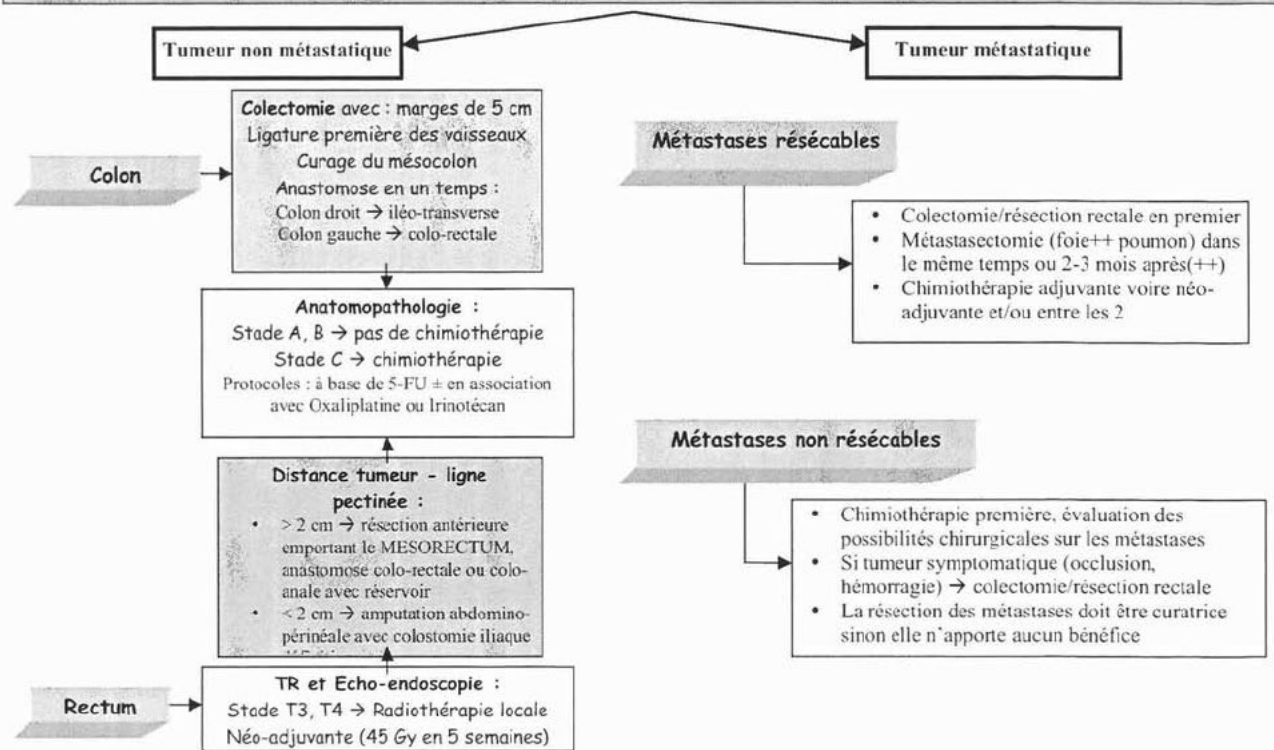 Tumeur non métastatique
Tumeur métastatique
Colon
Colectomie avec : marges de 5 cm
Ligature première des vaisseaux
Curage du mésocolon
Anastomose en un temps :
Colon droit → iléo-transverse
Colon gauche → colo-rectale
Anatomopathologie :
Stade A, B → pas de chimiothérapie
Stade C → chimiothérapie
Protocoles : à base de 5-FU ± en association
avec Oxaliplatine ou Irinotécan
Distance tumeur - ligne
pectinée :
• > 2 cm → résection antérieure
emportant le MESORECTUM,
anastomose colo-rectale ou colo-
anale avec réservoir
• < 2 cm → amputation abdomino-
périnéale avec colostomie iliaque
Rectum
TR et Echo-endoscopie :
Stade T3, T4 → Radiothérapie locale
Néo-adjuvante (45 Gy en 5 semaines)
Métastases résécables
• Colectomie/résection rectale en premier
• Métastasectomie (foie++ poumon) dans
le même temps ou 2-3 mois après(++)
• Chimiothérapie adjuvante voire néo-
adjuvante et/ou entre les 2
Métastases non résécables
• Chimiothérapie première, évaluation des
possibilités chirurgicales sur les métastases
• Si tumeur symptomatique (occlusion,
hémorragie) → colectomie/résection rectale
• La résection des métastases doit être curatrice
sinon elle n'apporte aucun bénéfice